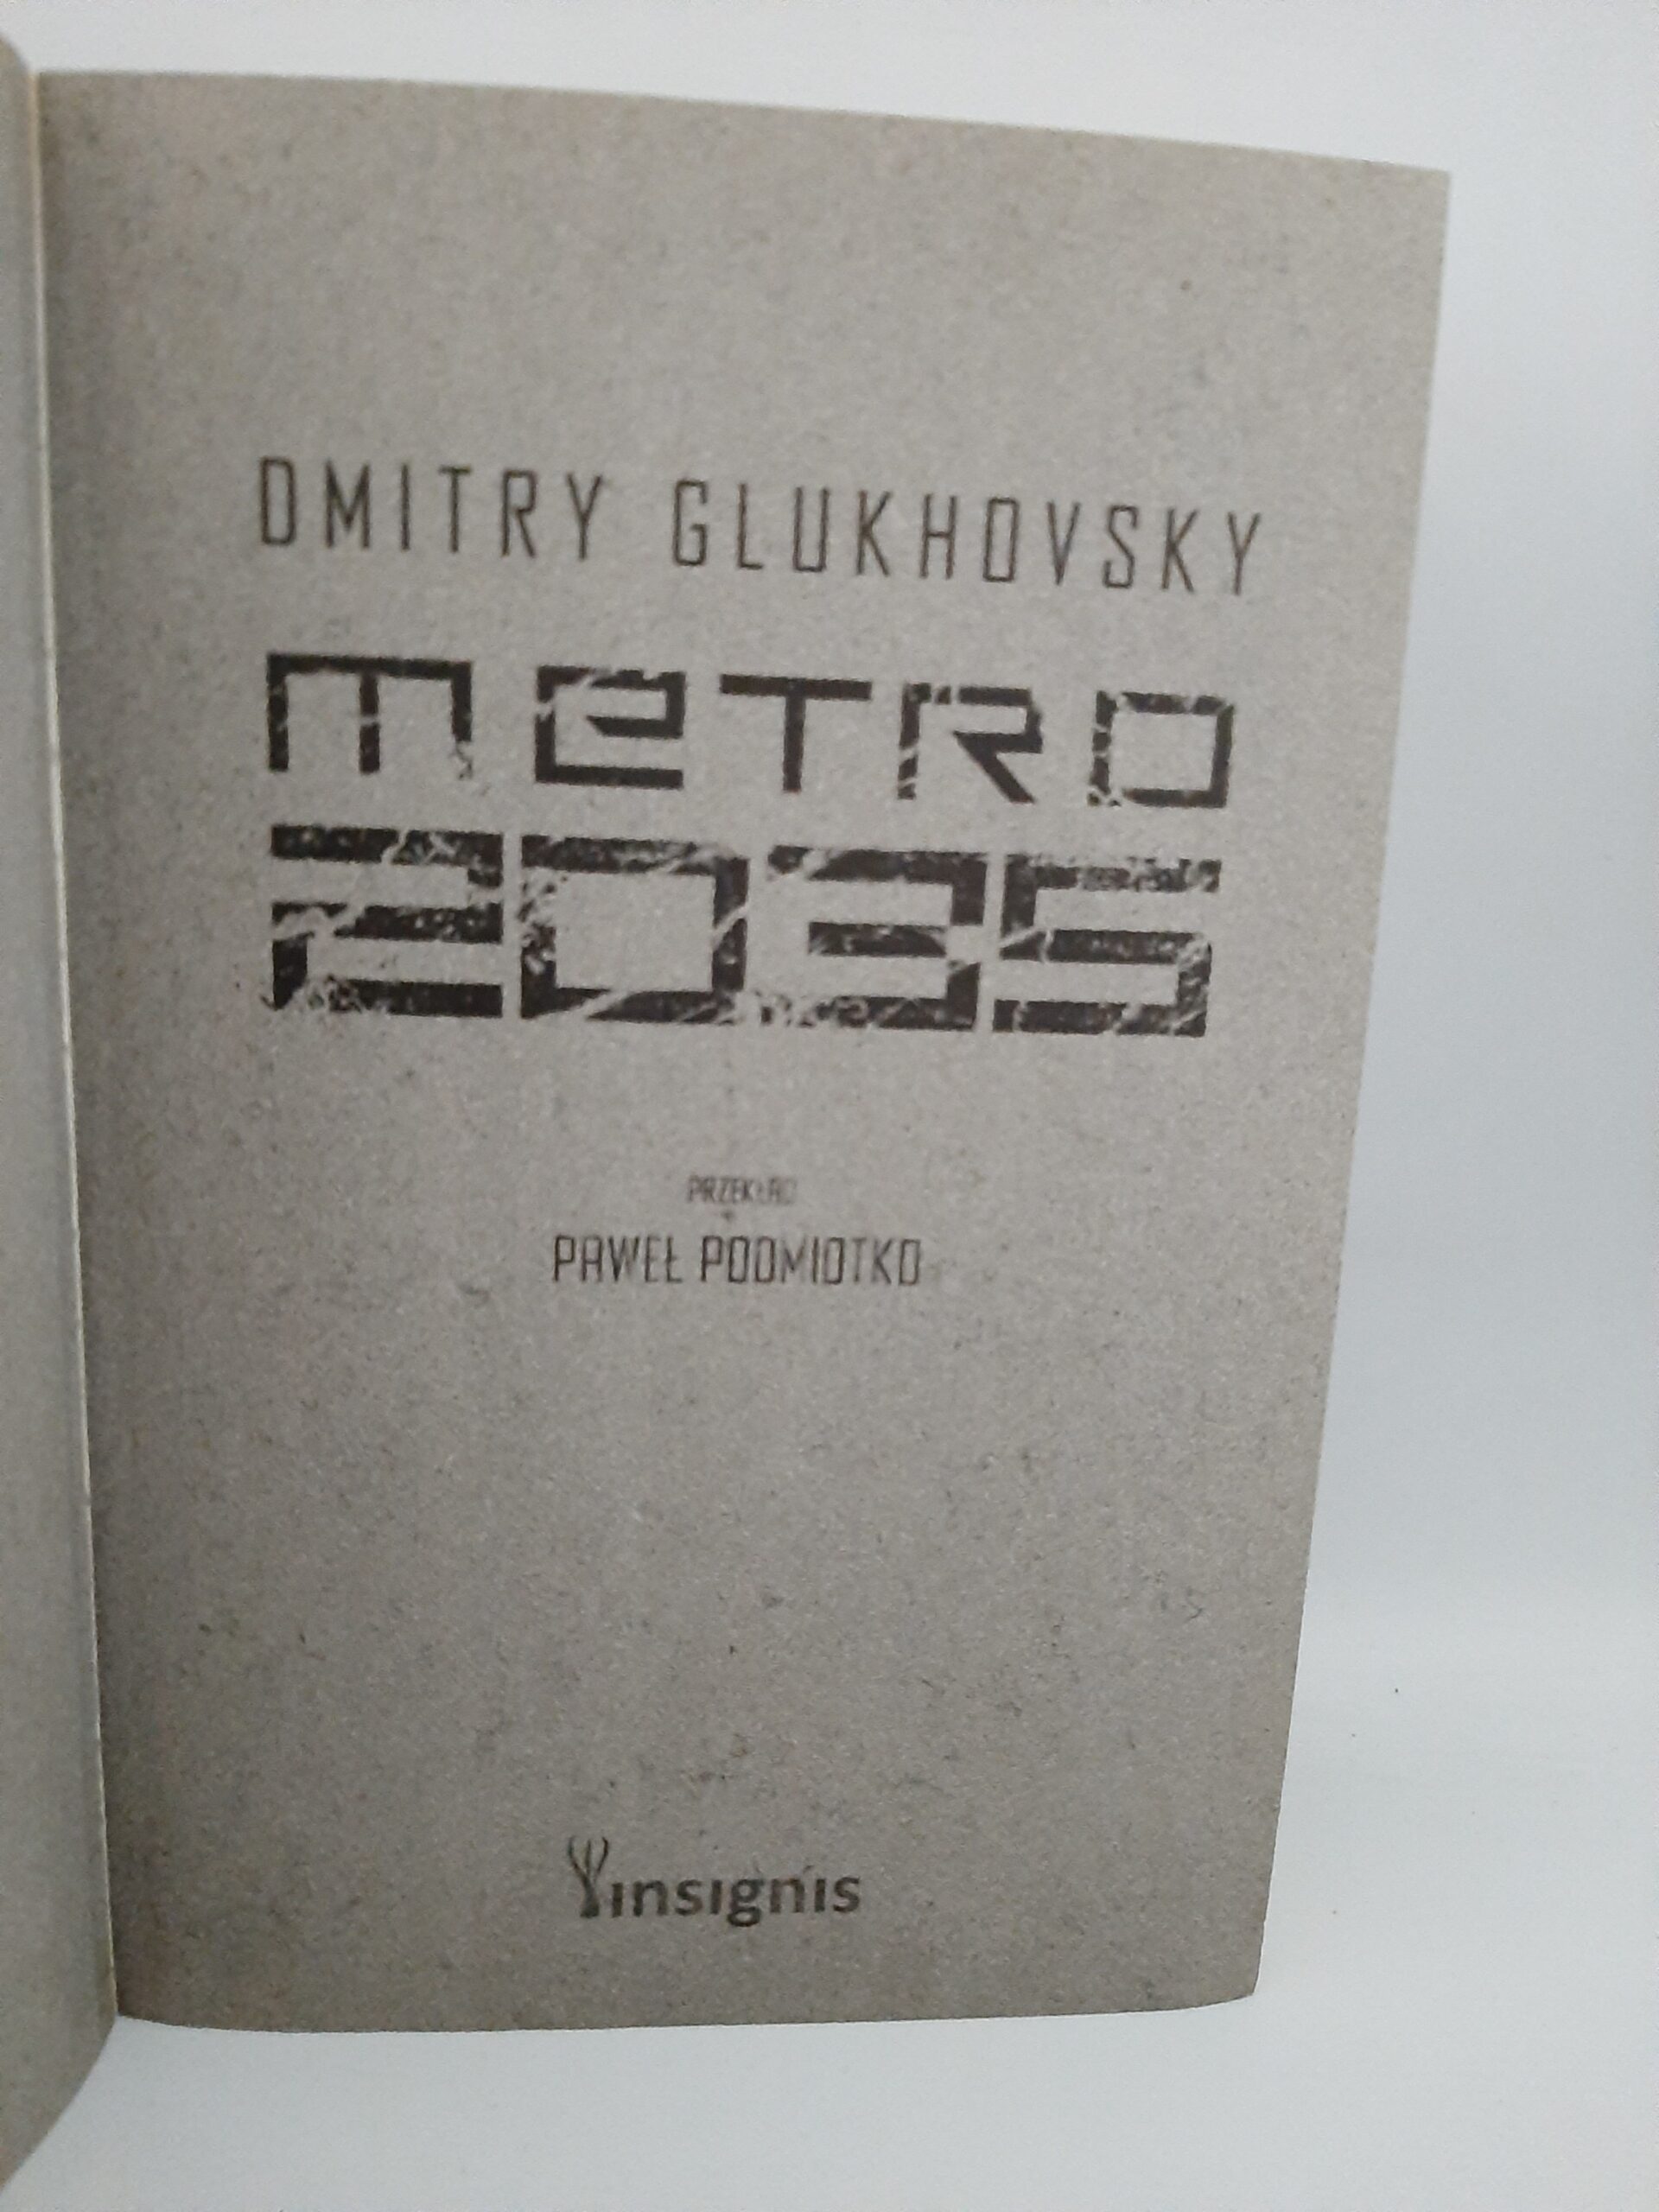 DMITRY GLUKHOVSKY
METRO
2035
PRZEKŁAD
PAWEŁ PODMIOTKO
insignis